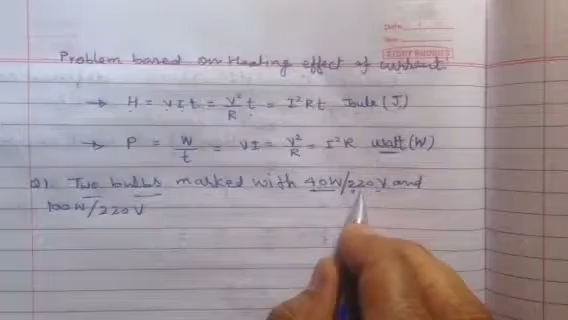 Date
Problem based on Heating effect of current
→ H = VIt = V²/R t = I²Rt Joule (J)
→ P = W/t = VI = V²/R = I²R watt (W)
Q1. Two bulbs marked with 40W/220V and
100W/220V